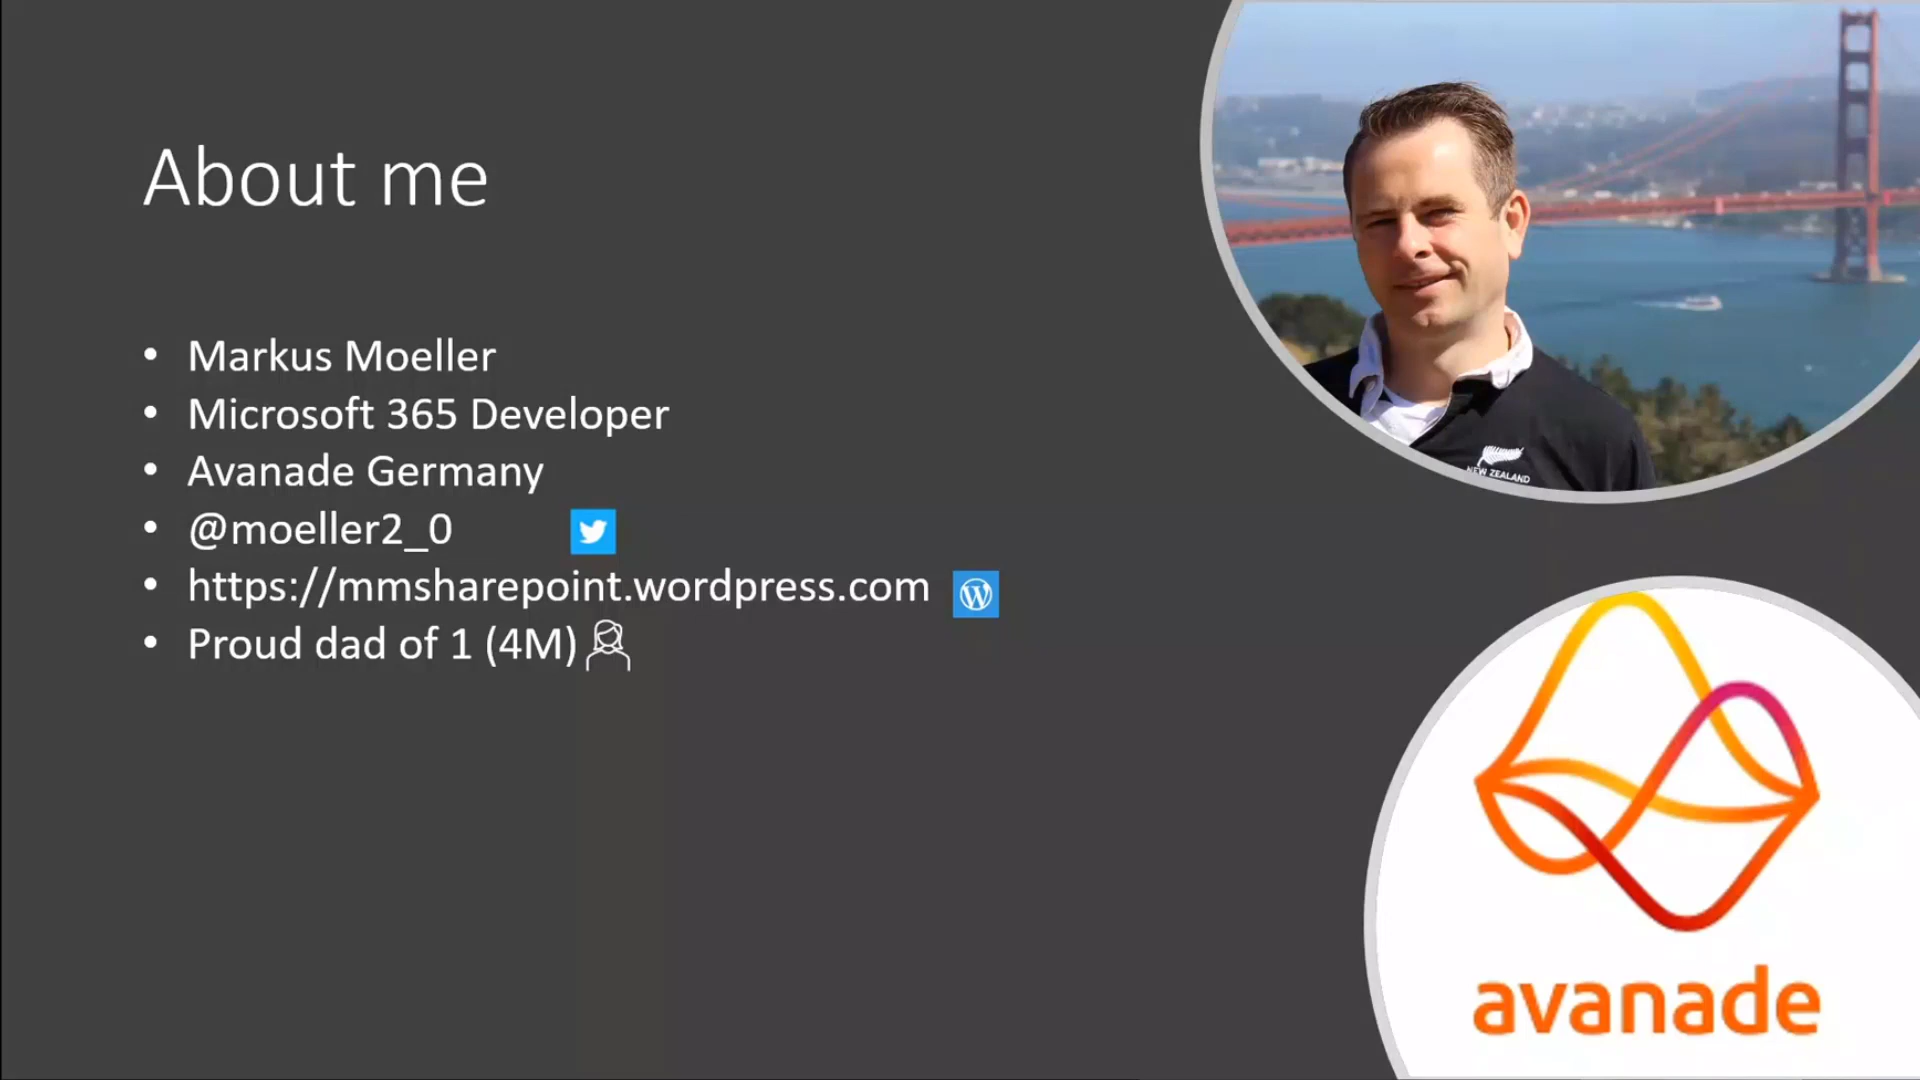 About me
• Markus Moeller
• Microsoft 365 Developer
• Avanade Germany
• @moeller2_0
• https://mmsharepoint.wordpress.com
• Proud dad of 1 (4M)
NEW ZEALAND
avanade